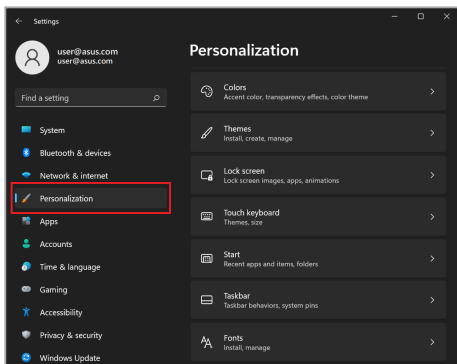 Settings
user@asus.com
user@asus.com
Find a setting
System
Bluetooth & devices
Network & internet
Personalization
Apps
Accounts
Time & language
Gaming
Accessibility
Privacy & security
Windows Update
Personalization
Colors
Accent color, transparency effects, color theme
Themes
Install, create, manage
Lock screen
Lock screen images, apps, animations
Touch keyboard
Themes, size
Start
Recent apps and items, folders
Taskbar
Taskbar behaviors, system pins
Fonts
Install, manage